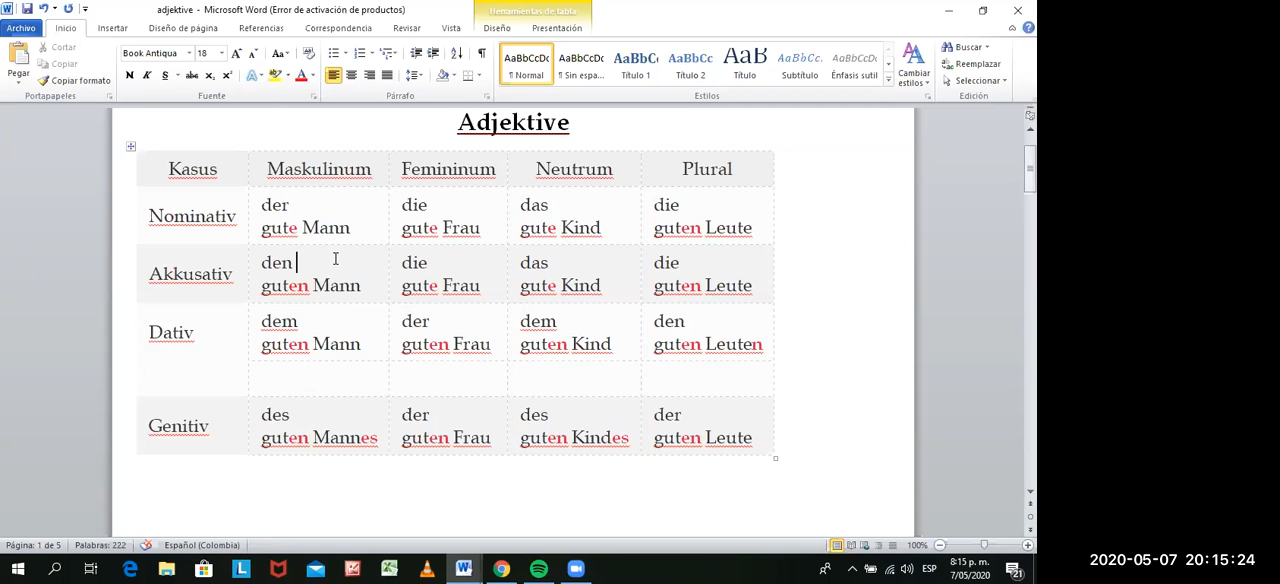 adjektive - Microsoft Word (Error de activación de productos)
Herramientas de tabla
Archivo Inicio Insertar Diseño de página Referencias Correspondencia Revisar Vista Diseño Presentación
Pegar
Cortar
Copiar
Copiar formato
Portapapeles
Book Antiqua 18
Fuente
Párrafo
AaBbCcDc AaBbCcDc AaBbC AaBbCc AaB AaBbCc. AaBbCcDc
¶ Normal ¶ Sin espa... Título 1 Título 2 Título Subtítulo Énfasis sutil
Cambiar estilos
Estilos
Buscar
Reemplazar
Seleccionar
Edición
Adjektive
Kasus Maskulinum Femininum Neutrum Plural
Nominativ
der die das die
gute Mann gute Frau gute Kind guten Leute
Akkusativ
den die das die
guten Mann gute Frau gute Kind guten Leute
Dativ
dem der dem den
guten Mann guten Frau guten Kind guten Leuten
Genitiv
des der des der
guten Mannes guten Frau guten Kindes guten Leute
Página: 1 de 5 Palabras: 222 Español (Colombia) 100%
ESP 8:15 p. m.
7/05/2020
21
2020-05-07 20:15:24